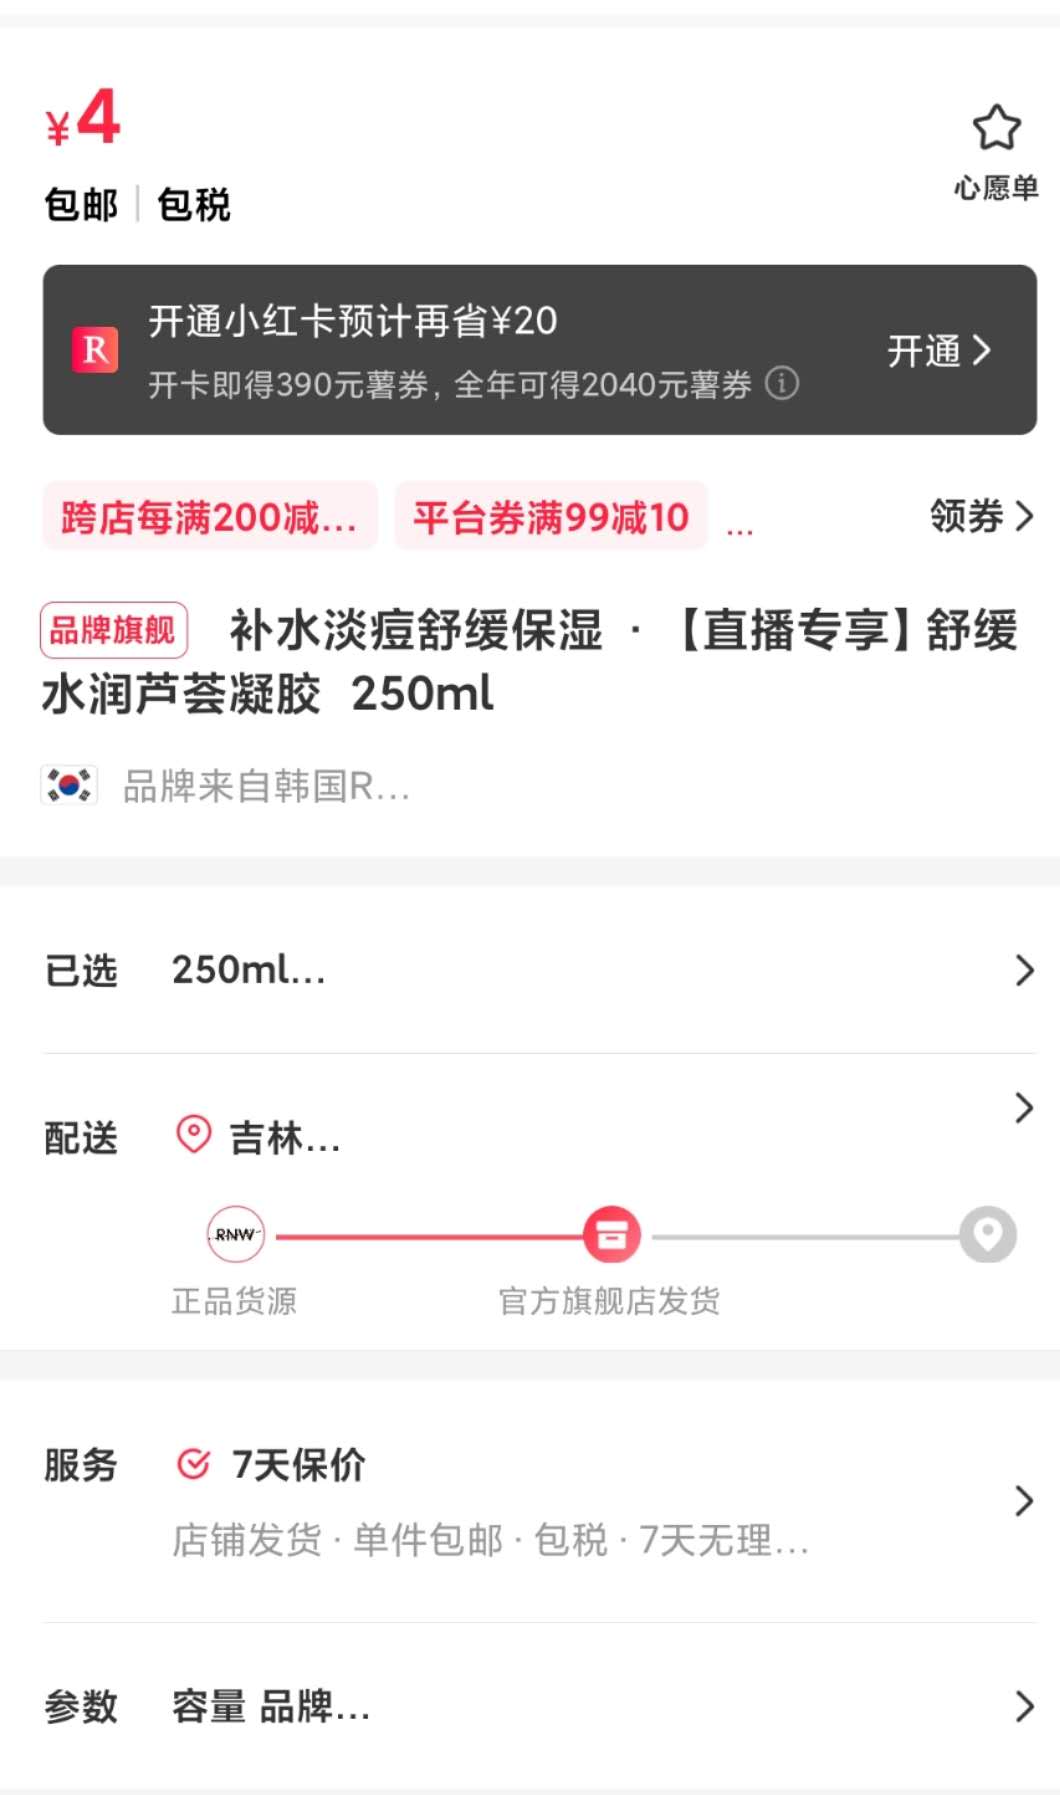 ¥4
心愿单
包邮 | 包税
R 开通小红卡预计再省¥20
开卡即得390元薯券, 全年可得2040元薯券
开通
跨店每满200减... 平台券满99减10 ... 领券
品牌旗舰 补水淡痘舒缓保湿 · 【直播专享】舒缓
水润芦荟凝胶 250ml
品牌来自韩国R...
已选 250ml...
配送 吉林...
RNW
正品货源 官方旗舰店发货
服务 7天保价
店铺发货 · 单件包邮 · 包税 · 7天无理...
参数 容量 品牌...